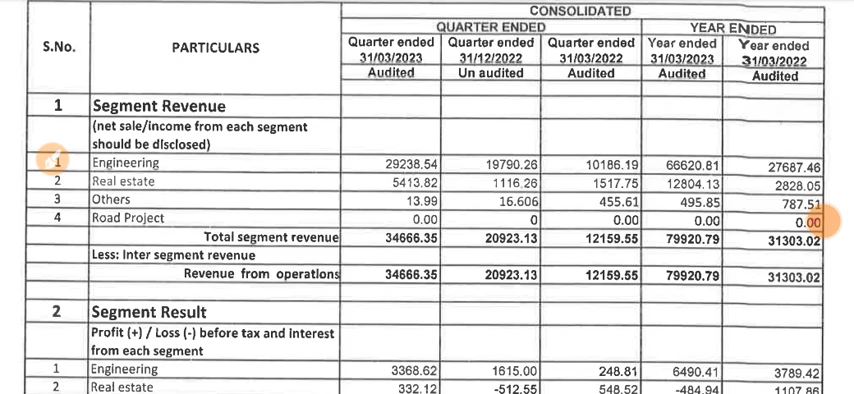 CONSOLIDATED
QUARTER ENDED YEAR ENDED
S.No. PARTICULARS Quarter ended Quarter ended Quarter ended Year ended Year ended
31/03/2023 31/12/2022 31/03/2022 31/03/2023 31/03/2022
Audited Un audited Audited Audited Audited
1 Segment Revenue
(net sale/income from each segment
should be disclosed)
1 Engineering 29238.54 19790.26 10186.19 66620.81 27687.46
2 Real estate 5413.82 1116.26 1517.75 12804.13 2828.05
3 Others 13.99 16.606 455.61 495.85 787.51
4 Road Project 0.00 0 0.00 0.00 0.00
Total segment revenue 34666.35 20923.13 12159.55 79920.79 31303.02
Less: Inter segment revenue
Revenue from operations 34666.35 20923.13 12159.55 79920.79 31303.02
2 Segment Result
Profit (+) / Loss (-) before tax and interest
from each segment
1 Engineering 3368.62 1615.00 248.81 6490.41 3789.42
2 Real estate 332.12 -512.55 548.52 -484.94 1107.86